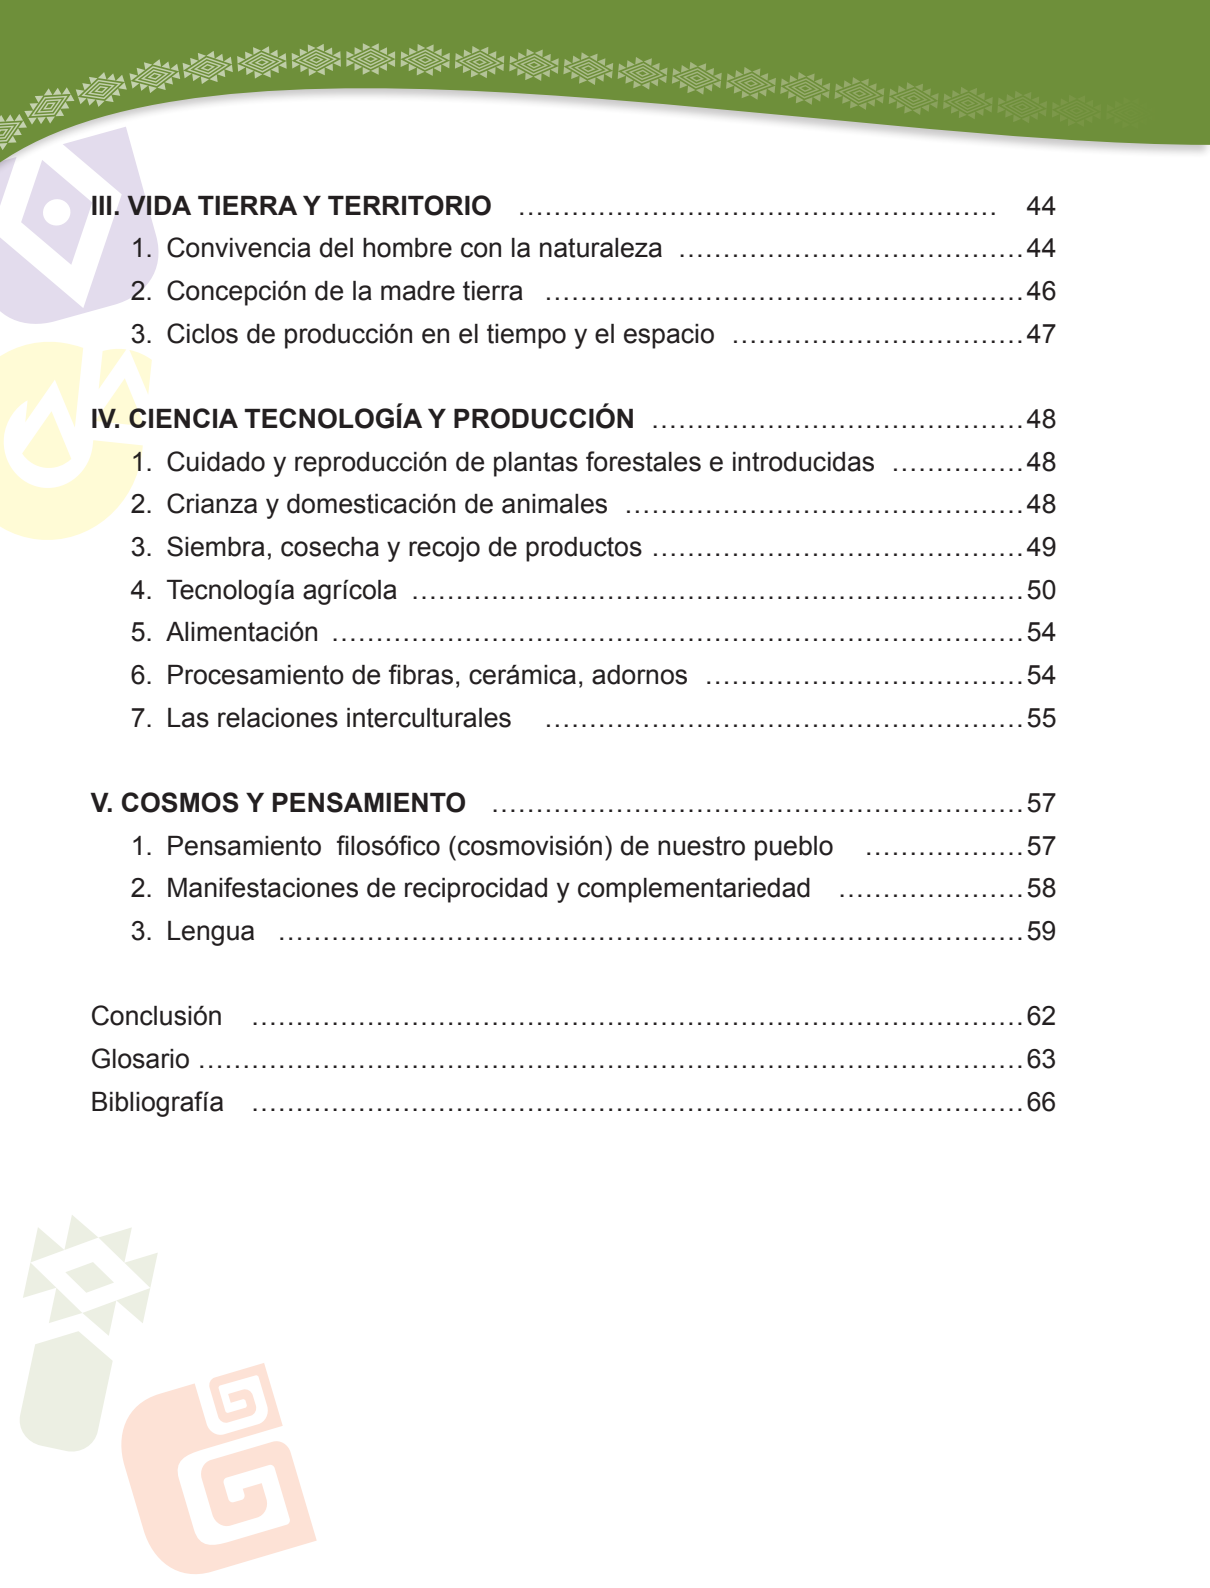 III. VIDA TIERRA Y TERRITORIO ........................................................ 44
1. Convivencia del hombre con la naturaleza ........................................44
2. Concepción de la madre tierra ........................................................46
3. Ciclos de producción en el tiempo y el espacio ..................................47
IV. CIENCIA TECNOLOGÍA Y PRODUCCIÓN ...........................................48
1. Cuidado y reproducción de plantas forestales e introducidas ...............48
2. Crianza y domesticación de animales ..............................................48
3. Siembra, cosecha y recojo de productos ...........................................49
4. Tecnología agrícola .......................................................................50
5. Alimentación ................................................................................54
6. Procesamiento de fibras, cerámica, adornos .....................................54
7. Las relaciones interculturales ........................................................55
V. COSMOS Y PENSAMIENTO .............................................................57
1. Pensamiento filosófico (cosmovisión) de nuestro pueblo ..................57
2. Manifestaciones de reciprocidad y complementariedad .....................58
3. Lengua .......................................................................................59
Conclusión .........................................................................................62
Glosario ..............................................................................................63
Bibliografía .........................................................................................66